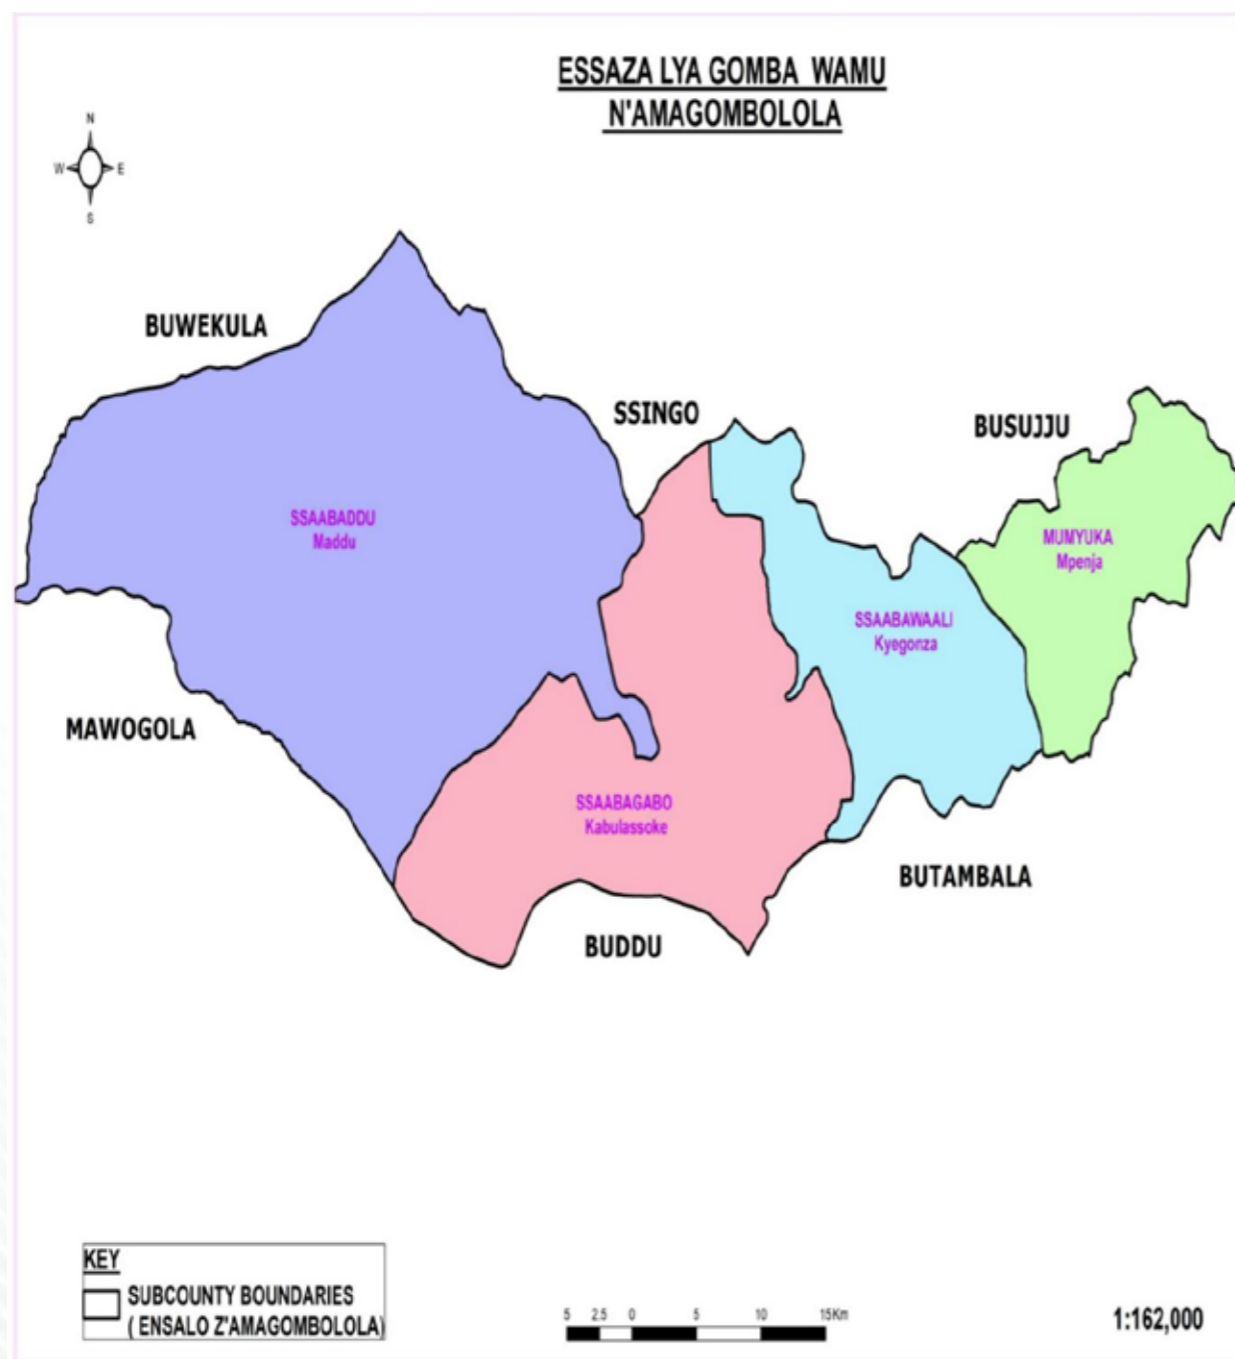 ESSAZA LYA GOMBA WAMU
N'AMAGOMBOLOLA
N
W E
S
BUWEKULA
SSINGO
BUSUJJU
SSAABADDU
Maddu
MUMYUKA
Mpenja
SSAABAWAALI
Kyegonza
MAWOGOLA
SSAABAGABO
Kabulassoke
BUTAMBALA
BUDDU
KEY
SUBCOUNTY BOUNDARIES
( ENSALO Z'AMAGOMBOLOLA)
5 2.5 0 5 10 15Km
1:162,000